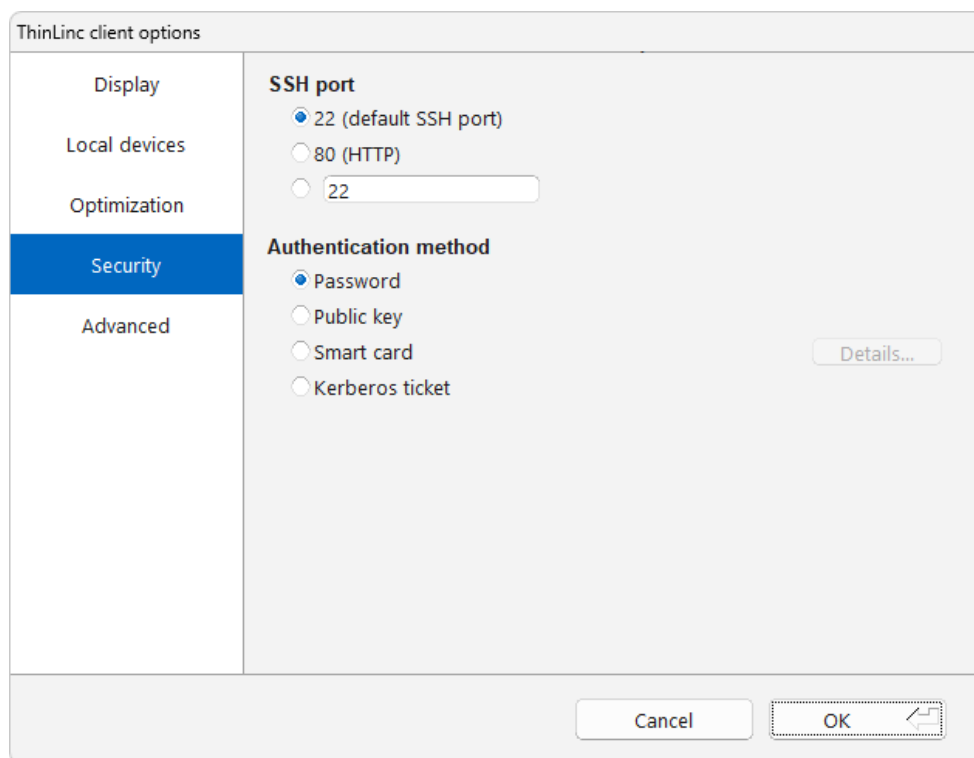 ThinLinc client options
Display
Local devices
Optimization
Security
Advanced
SSH port
22 (default SSH port)
80 (HTTP)
22
Authentication method
Password
Public key
Smart card
Details...
Kerberos ticket
Cancel
OK